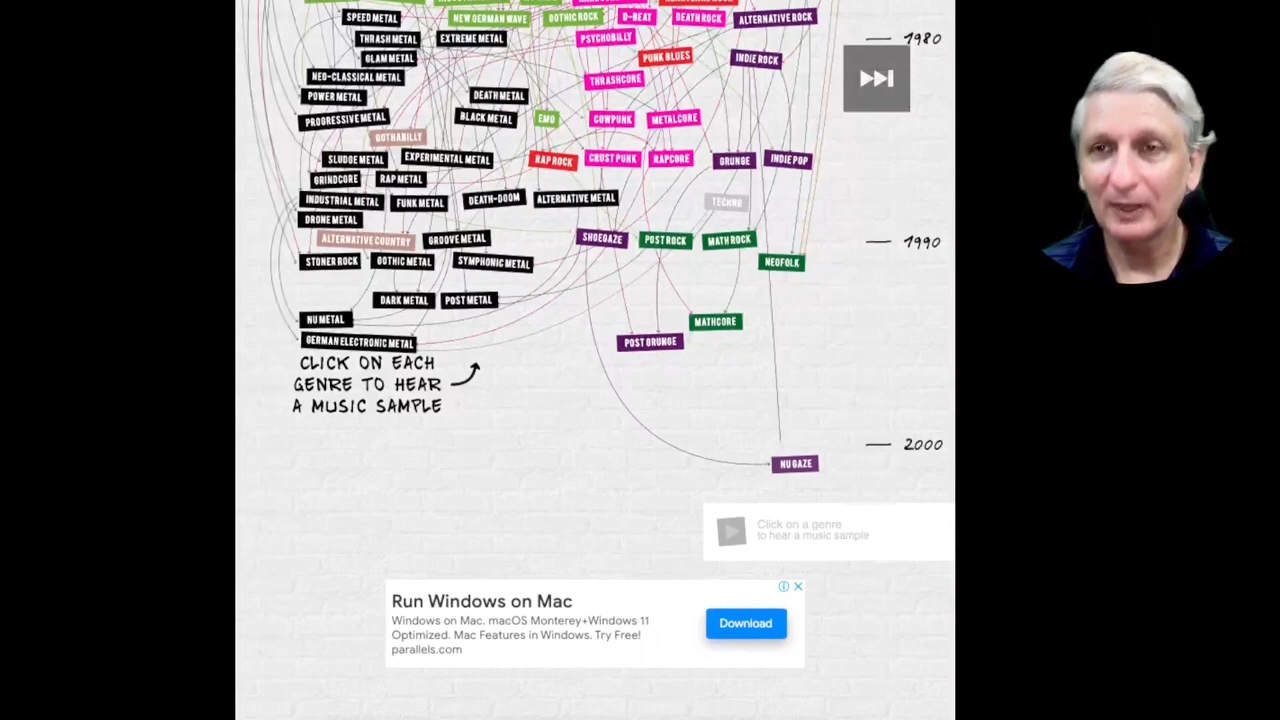 SPEED METAL
NEW GERMAN WAVE
GOTHIC ROCK
D-BEAT
DEATH ROCK
ALTERNATIVE ROCK
THRASH METAL
EXTREME METAL
PSYCHOBILLY
1980
GLAM METAL
PUNK BLUES
INDIE ROCK
NEO-CLASSICAL METAL
THRASHCORE
POWER METAL
DEATH METAL
PROGRESSIVE METAL
BLACK METAL
EMO
COWPUNK
METALCORE
GOTHABILLY
SLUDGE METAL
EXPERIMENTAL METAL
RAP ROCK
CRUST PUNK
RAPCORE
GRUNGE
INDIE POP
GRINDCORE
RAP METAL
INDUSTRIAL METAL
FUNK METAL
DEATH-DOOM
ALTERNATIVE METAL
TECHNO
DRONE METAL
ALTERNATIVE COUNTRY
GROOVE METAL
SHOEGAZE
POST ROCK
MATH ROCK
1990
STONER ROCK
GOTHIC METAL
SYMPHONIC METAL
NEOFOLK
DARK METAL
POST METAL
NU METAL
MATHCORE
GERMAN ELECTRONIC METAL
POST GRUNGE
CLICK ON EACH
GENRE TO HEAR
A MUSIC SAMPLE
2000
NU GAZE
Click on a genre
to hear a music sample
Run Windows on Mac
Windows on Mac. macOS Monterey+Windows 11
Optimized. Mac Features in Windows. Try Free!
parallels.com
Download